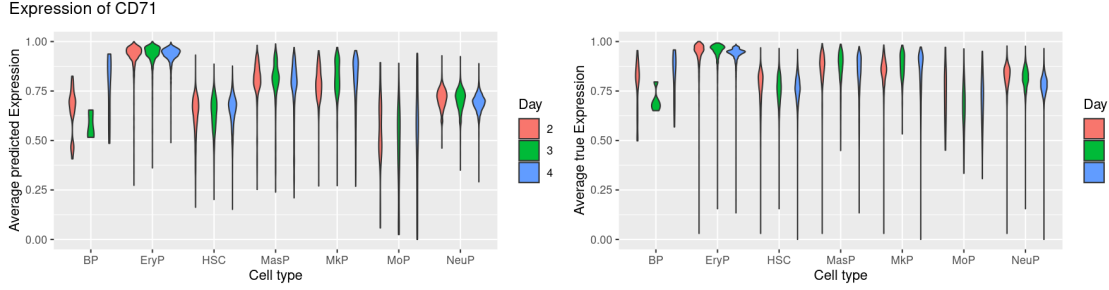 Expression of CD71
Average predicted Expression
1.00
0.75
0.50
0.25
0.00
BP EryP HSC MasP MkP MoP NeuP
Cell type
Day
2
3
4
Average true Expression
1.00
0.75
0.50
0.25
0.00
BP EryP HSC MasP MkP MoP NeuP
Cell type
Day